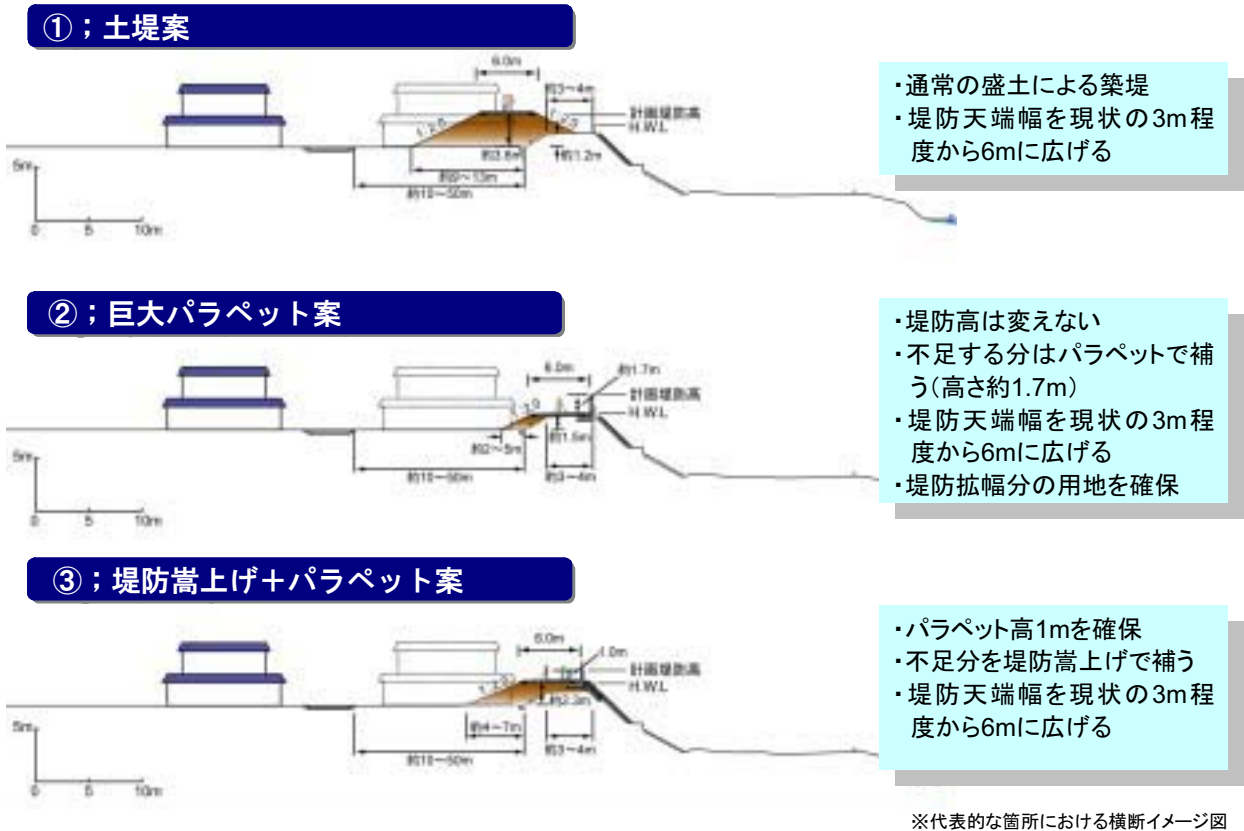 ①；土堤案
6.0m
約3～4m
計画堤防高
H.W.L
1:2.0
1:2.0
約3.8m
約1.2m
約9～13m
約10～50m
5m
0 5 10m
・通常の盛土による築堤
・堤防天端幅を現状の3m程
度から6mに広げる
②；巨大パラペット案
6.0m
約1.7m
計画堤防高
H.W.L
約1.5m
約2～5m
約10～50m
約3～4m
5m
0 5 10m
・堤防高は変えない
・不足する分はパラペットで補
う（高さ約1.7m）
・堤防天端幅を現状の3m程
度から6mに広げる
・堤防拡幅分の用地を確保
③；堤防嵩上げ＋パラペット案
6.0m
1.0m
計画堤防高
H.W.L
1:2.0
約2.3m
約4～7m
約3～4m
約10～50m
5m
0 5 10m
・パラペット高1mを確保
・不足分を堤防嵩上げで補う
・堤防天端幅を現状の3m程
度から6mに広げる
※代表的な箇所における横断イメージ図